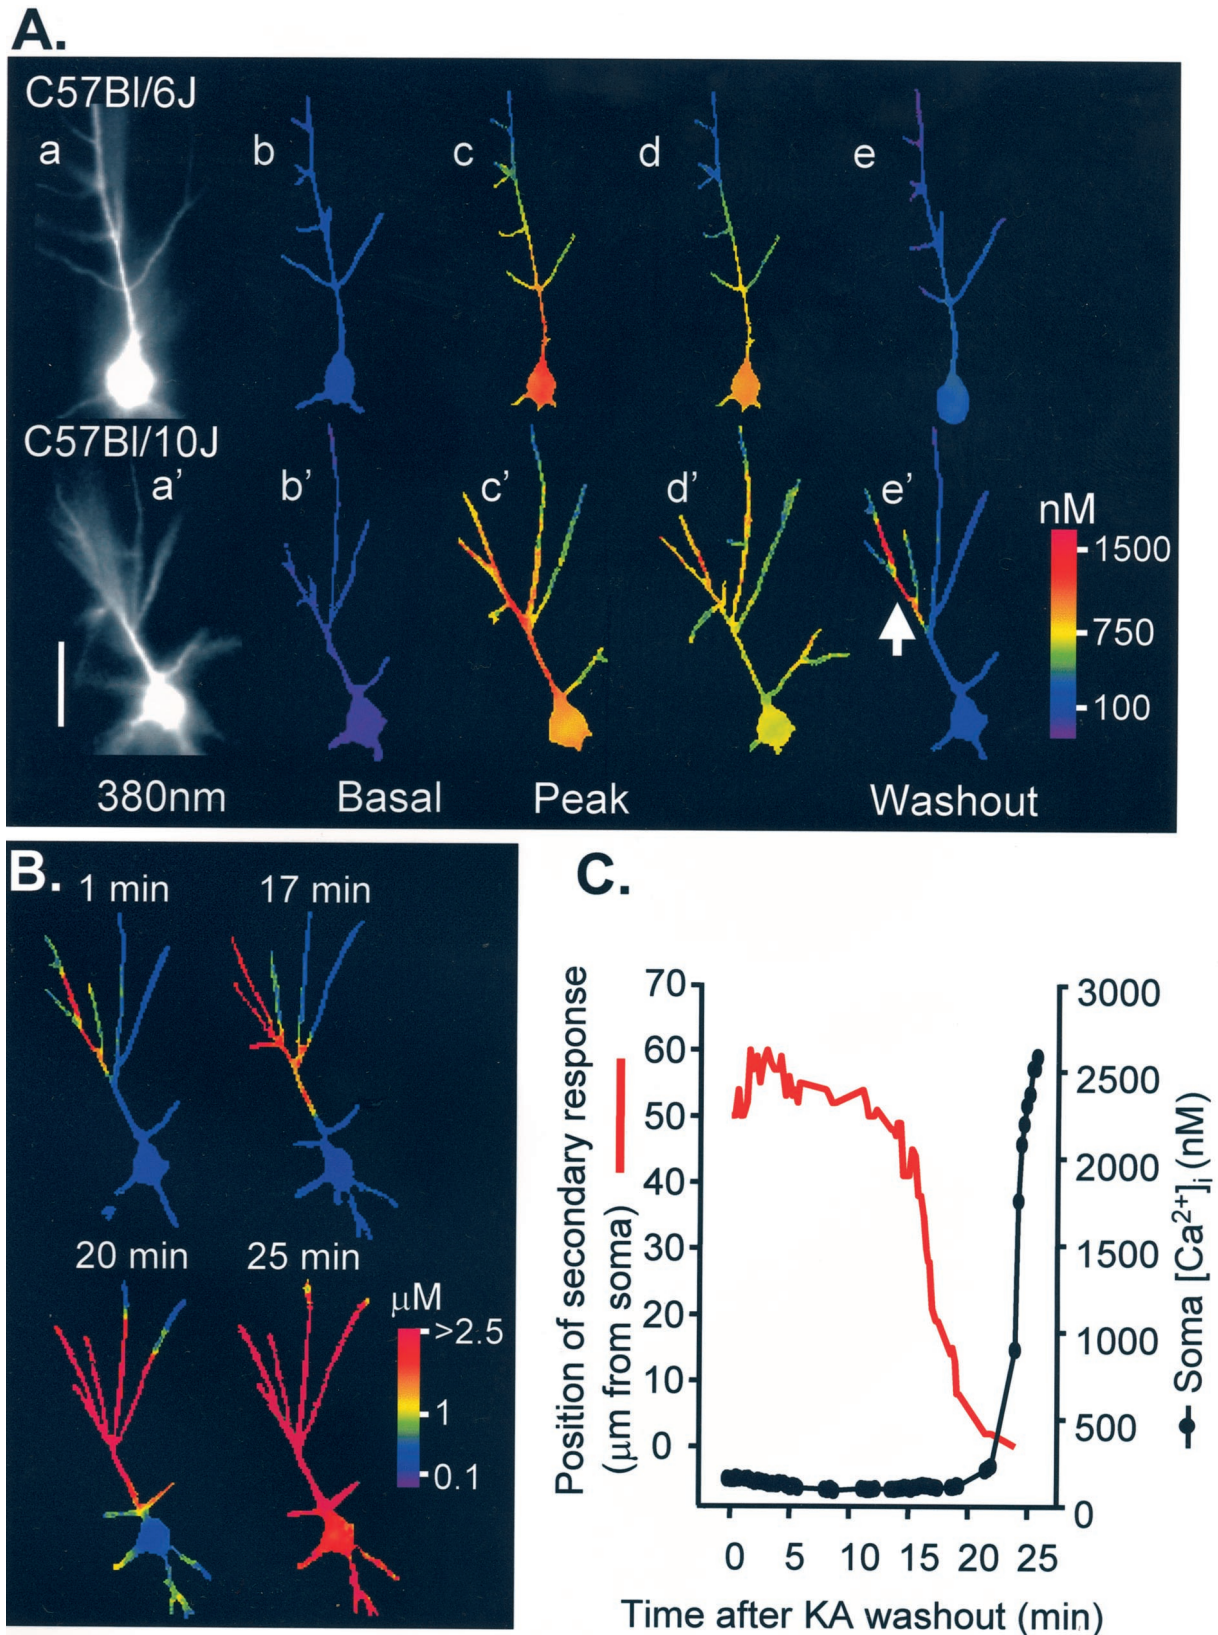 A.
C57Bl/6J
a b c d e
C57Bl/10J
a’ b’ c’ d’ e’
nM
1500
750
100
380nm Basal Peak Washout
B.
1 min 17 min
20 min 25 min
µM
>2.5
1
0.1
C.
Position of secondary response
(µm from soma)
70
60
50
40
30
20
10
0
3000
2500
2000
1500
1000
500
0
Soma [Ca²⁺]ᵢ (nM)
0 5 10 15 20 25
Time after KA washout (min)